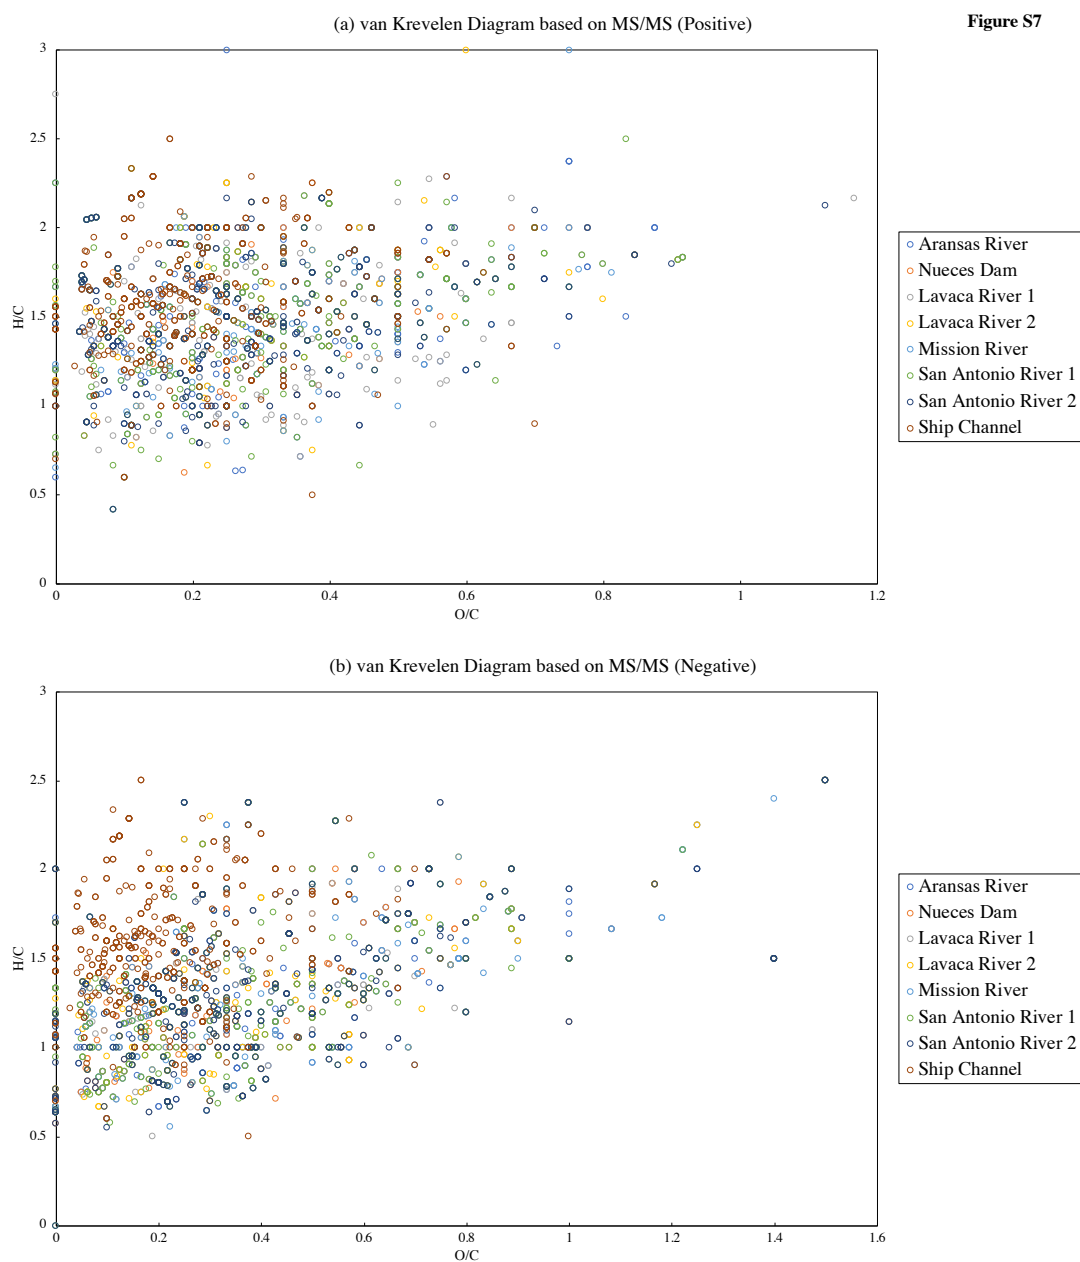 (a) van Krevelen Diagram based on MS/MS (Positive)
Figure S7
3
2.5
2
1.5
1
0.5
0
H/C
0
0.2
0.4
0.6
0.8
1
1.2
O/C
Aransas River
Nueces Dam
Lavaca River 1
Lavaca River 2
Mission River
San Antonio River 1
San Antonio River 2
Ship Channel
(b) van Krevelen Diagram based on MS/MS (Negative)
3
2.5
2
1.5
1
0.5
0
H/C
0
0.2
0.4
0.6
0.8
1
1.2
1.4
1.6
O/C
Aransas River
Nueces Dam
Lavaca River 1
Lavaca River 2
Mission River
San Antonio River 1
San Antonio River 2
Ship Channel